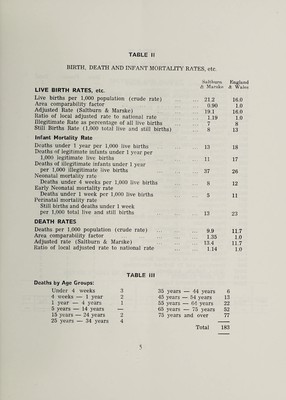 TABLE II
BIRTH, DEATH AND INFANT MORTALITY RATES, etc.
Saltburn England
& Marske & Wales
LIVE BIRTH RATES, etc.
Live births per 1,000 population (crude rate) ... 21.2 16.0
Area comparability factor ... 0.90 1.0
Adjusted Rate (Saltburn & Marske) ... 19.1 16.0
Ratio of local adjusted rate to national rate ... 1.19 1.0
Illegitimate Rate as percentage of all live births ... 7 8
Still Births Rate (1,000 total live and still births) ... 8 13
Infant Mortality Rate
Deaths under 1 year per 1,000 live births ... 13 18
Deaths of legitimate infants under 1 year per
1,000 legitimate live births ... 11 17
Deaths of illegitimate infants under 1 year
per 1,000 illegitimate live births ... 37 26
Neonatal mortality rate
Deaths under 4 weeks per 1,000 live births ... 8 12
Early Neonatal mortality rate
Deaths under 1 week per 1,000 live births ... 5 11
Perinatal mortality rate
Still births and deaths under 1 week
per 1,000 total live and still births ... 13 23
DEATH RATES
Deaths per 1,000 population (crude rate) ... 9.9 11.7
Area comparability factor ... 1.35 1.0
Adjusted rate (Saltburn & Marske) ... 13.4 11.7
Ratio of local adjusted rate to national rate ... 1.14 1.0
TABLE III
Deaths by Age Groups:
Under 4 weeks 3 35 years — 44 years 6
4 weeks — 1 year 2 45 years — 54 years 13
1 year — 4 years 1 55 years — 64 years 22
5 years — 14 years — 65 years — 75 years 52
15 years — 24 years 2 75 years and over 77
25 years — 34 years 4
Total 183
5